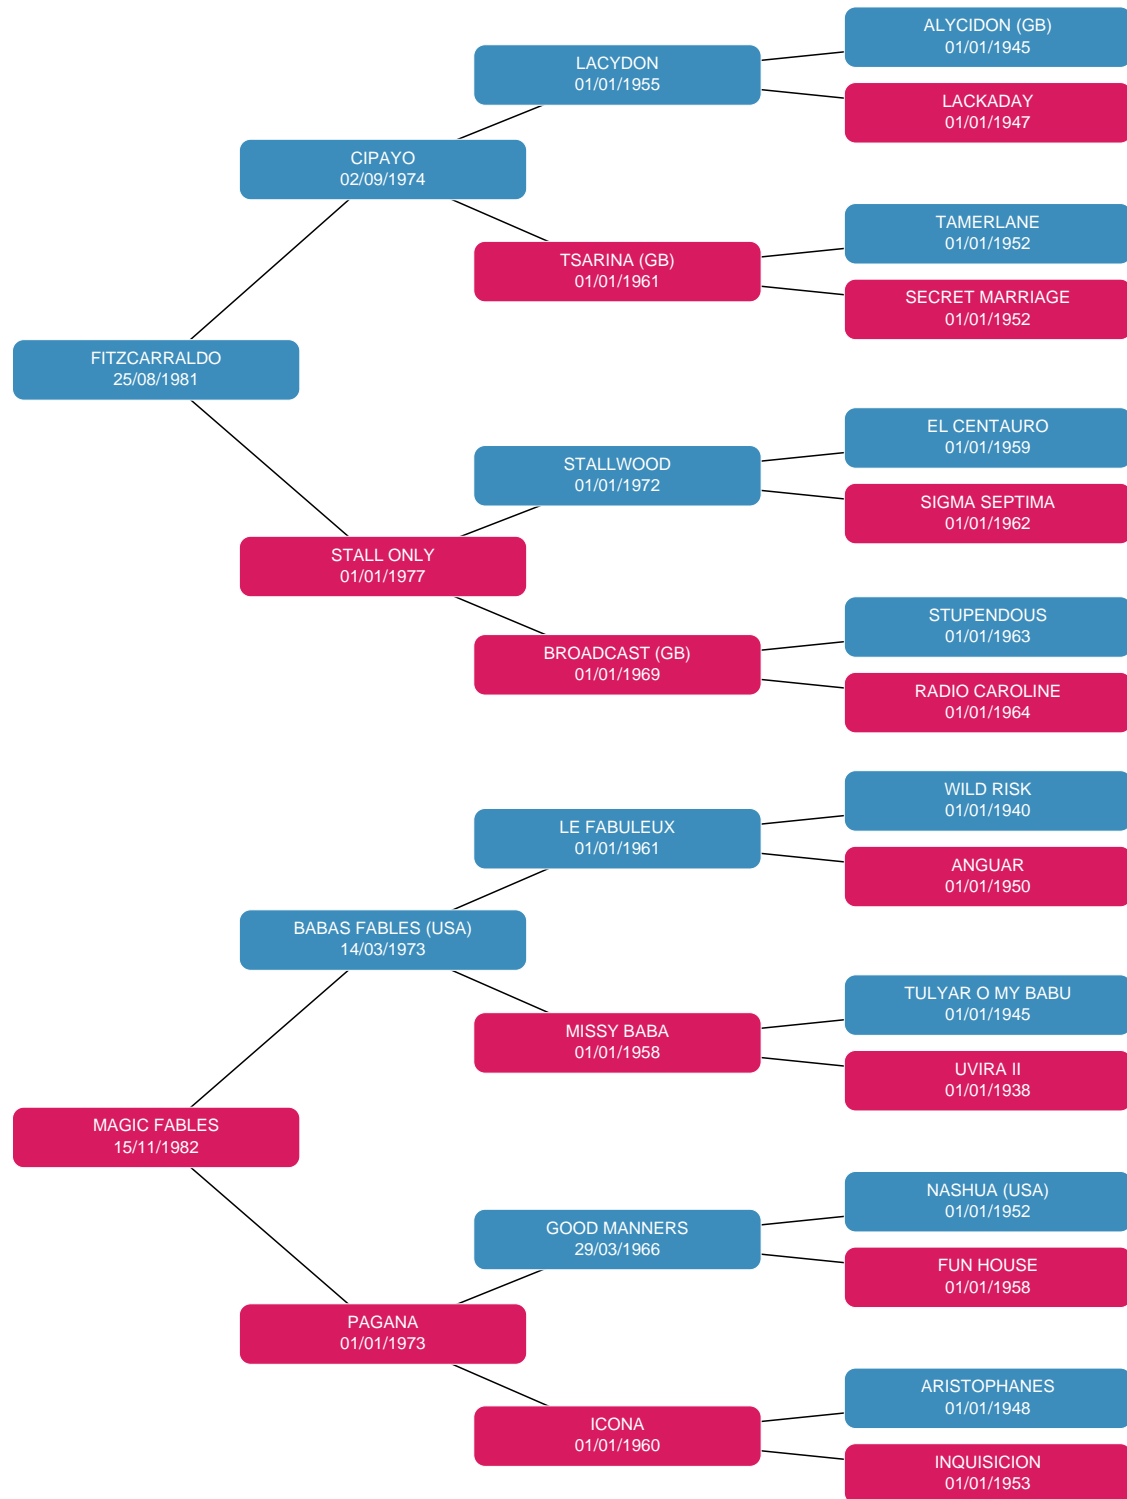 ALYCIDON (GB)
01/01/1945
LACYDON
01/01/1955
LACKADAY
01/01/1947
CIPAYO
02/09/1974
TAMERLANE
01/01/1952
TSARINA (GB)
01/01/1961
SECRET MARRIAGE
01/01/1952
FITZCARRALDO
25/08/1981
EL CENTAURO
01/01/1959
STALLWOOD
01/01/1972
SIGMA SEPTIMA
01/01/1962
STALL ONLY
01/01/1977
STUPENDOUS
01/01/1963
BROADCAST (GB)
01/01/1969
RADIO CAROLINE
01/01/1964
WILD RISK
01/01/1940
LE FABULEUX
01/01/1961
ANGUAR
01/01/1950
BABAS FABLES (USA)
14/03/1973
TULYAR O MY BABU
01/01/1945
MISSY BABA
01/01/1958
UVIRA II
01/01/1938
MAGIC FABLES
15/11/1982
NASHUA (USA)
01/01/1952
GOOD MANNERS
29/03/1966
FUN HOUSE
01/01/1958
PAGANA
01/01/1973
ARISTOPHANES
01/01/1948
ICONA
01/01/1960
INQUISICION
01/01/1953